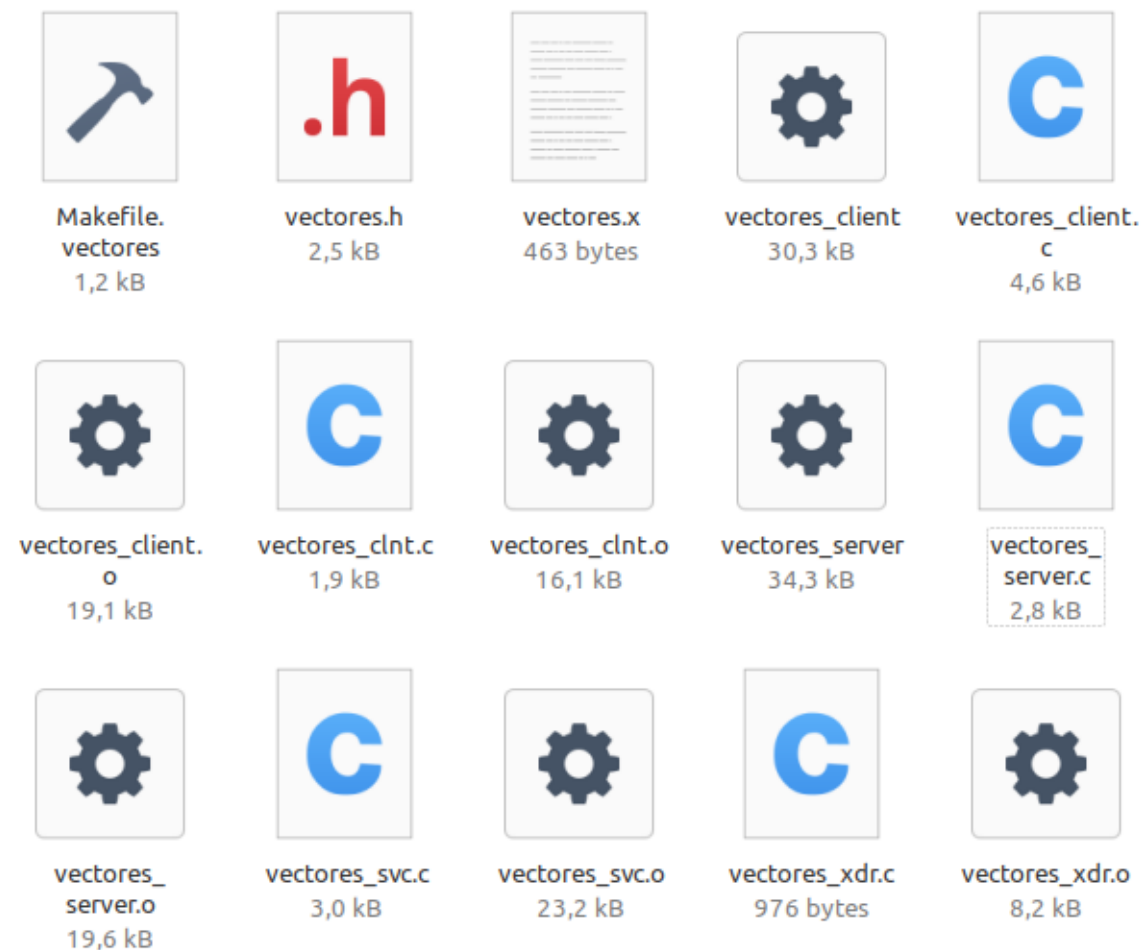 .h
C
Makefile.
vectores
1,2 kB
vectores.h
2,5 kB
vectores.x
463 bytes
vectores_client
30,3 kB
vectores_client.
c
4,6 kB
C
C
vectores_client.
o
19,1 kB
vectores_clnt.c
1,9 kB
vectores_clnt.o
16,1 kB
vectores_server
34,3 kB
vectores_
server.c
2,8 kB
C
C
vectores_
server.o
19,6 kB
vectores_svc.c
3,0 kB
vectores_svc.o
23,2 kB
vectores_xdr.c
976 bytes
vectores_xdr.o
8,2 kB